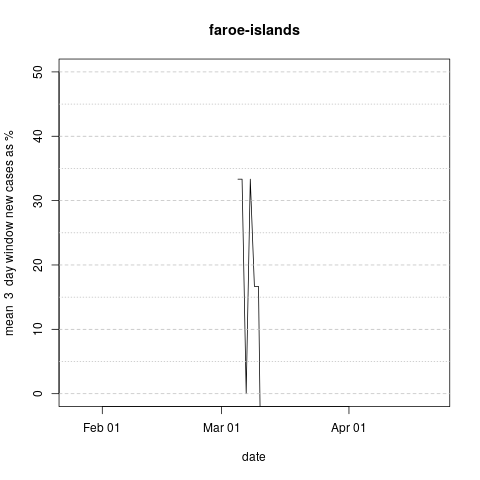 faroe-islands
mean 3 day window new cases as %
50
40
30
20
10
0
Feb 01
Mar 01
Apr 01
date